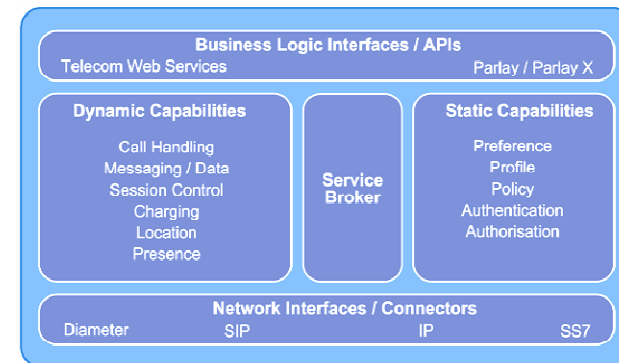 Business Logic Interfaces / APIs
Telecom Web Services
Parlay / Parlay X
Dynamic Capabilities
Call Handling
Messaging / Data
Session Control
Charging
Location
Presence
Service
Broker
Static Capabilities
Preference
Profile
Policy
Authentication
Authorisation
Network Interfaces / Connectors
Diameter SIP IP SS7